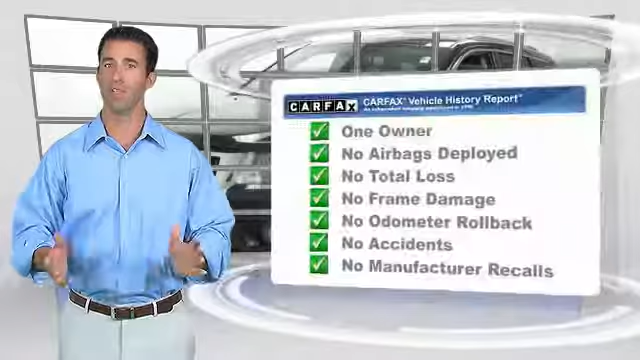 CARFAX CARFAX Vehicle History Report™
One Owner
No Airbags Deployed
No Total Loss
No Frame Damage
No Odometer Rollback
No Accidents
No Manufacturer Recalls